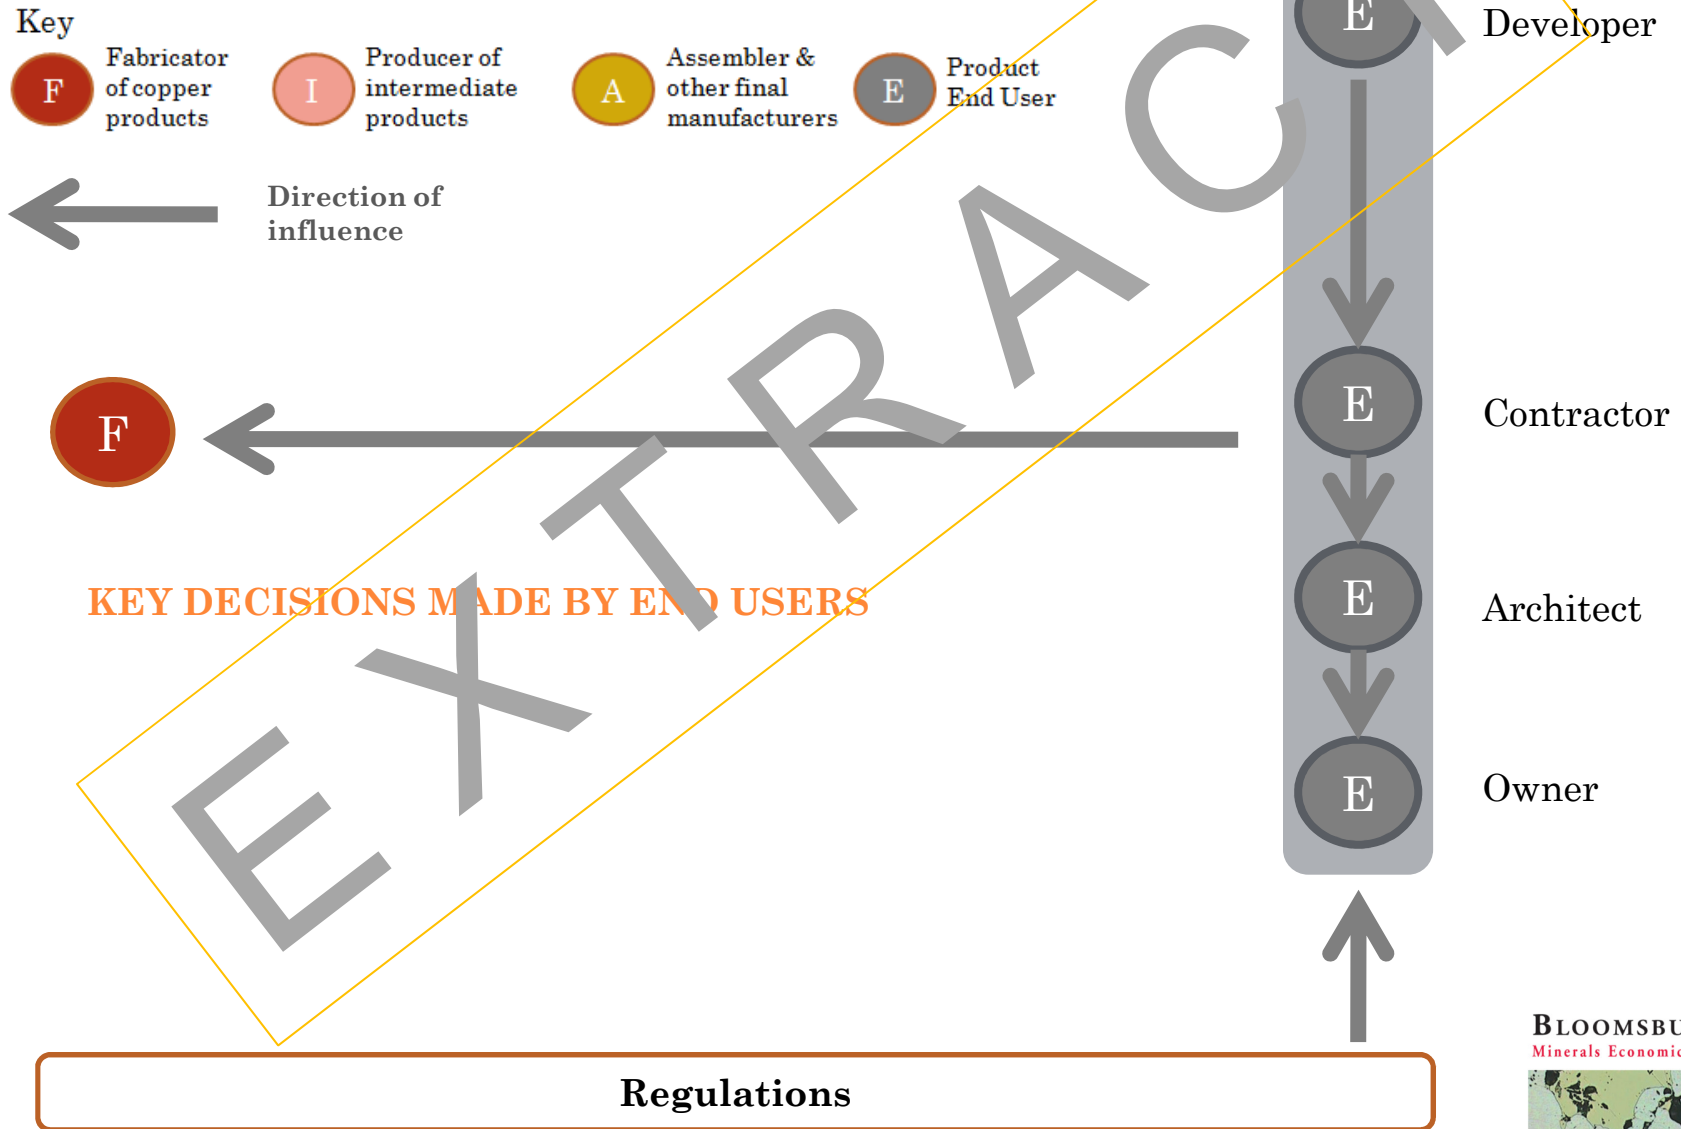 Key
F
Fabricator
of copper
products
I
Producer of
intermediate
products
A
Assembler &
other final
manufacturers
E
Product
End User
Direction of
influence
E
Developer
F
E
Contractor
KEY DECISIONS MADE BY END USERS
E
Architect
E
Owner
EXTRACT
Regulations
BLOOMSBU
Minerals Economic